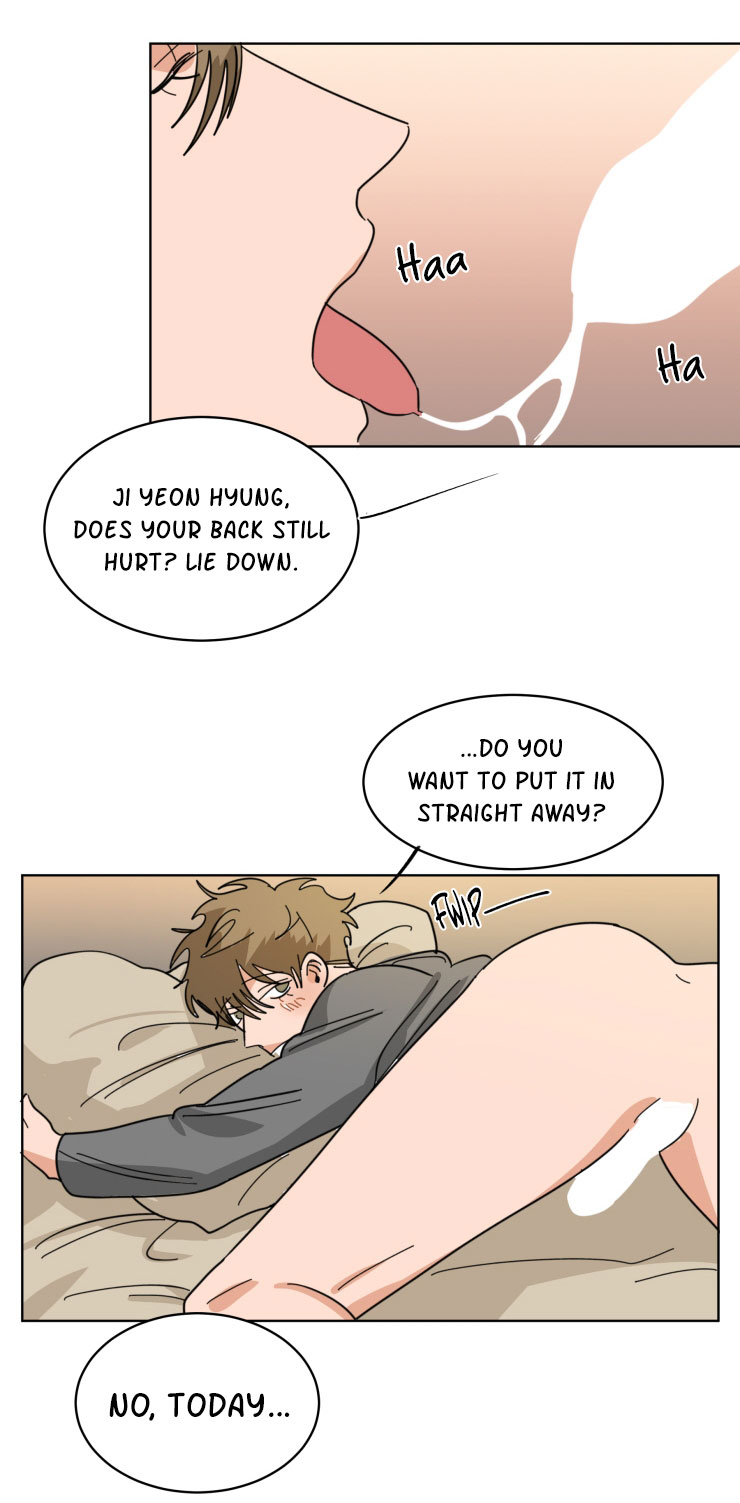 Haa
Ha
JI YEON HYUNG,
DOES YOUR BACK STILL
HURT? LIE DOWN.
...DO YOU
WANT TO PUT IT IN
STRAIGHT AWAY?
FWIP
NO, TODAY...